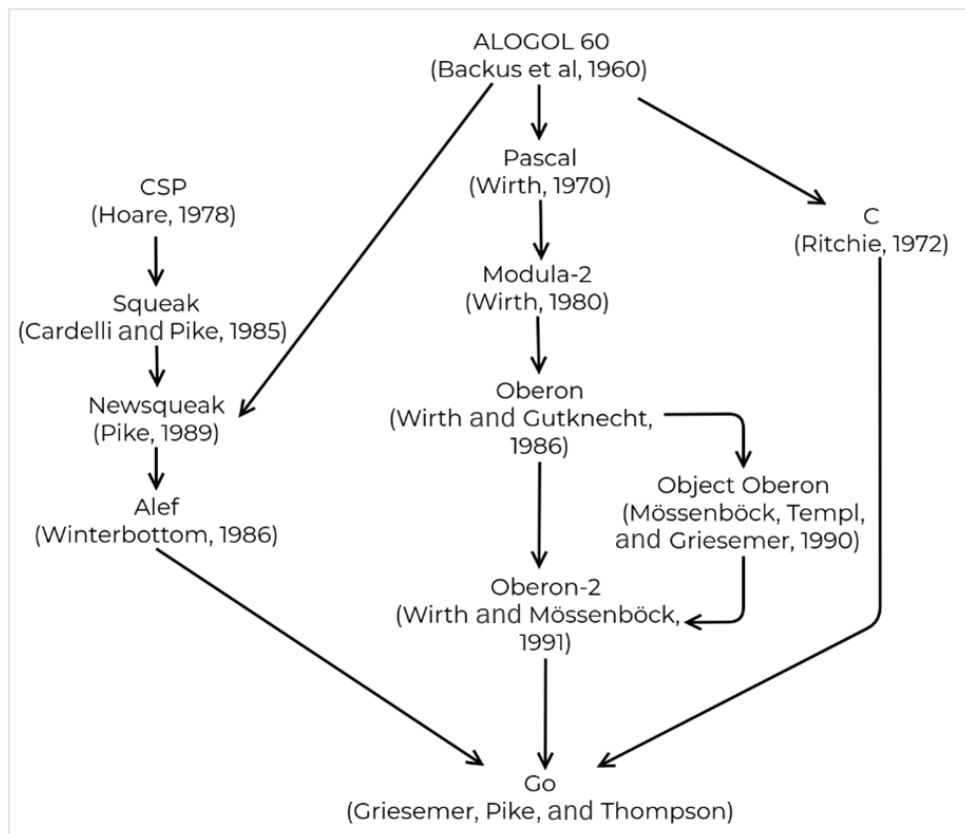 ALOGOL 60
(Backus et al, 1960)
Pascal
(Wirth, 1970)
CSP
(Hoare, 1978)
C
(Ritchie, 1972)
Modula-2
(Wirth, 1980)
Squeak
(Cardelli and Pike, 1985)
Oberon
(Wirth and Gutknecht,
1986)
Newsqueak
(Pike, 1989)
Object Oberon
(Mössenböck, Templ,
and Griesemer, 1990)
Alef
(Winterbottom, 1986)
Oberon-2
(Wirth and Mössenböck,
1991)
Go
(Griesemer, Pike, and Thompson)